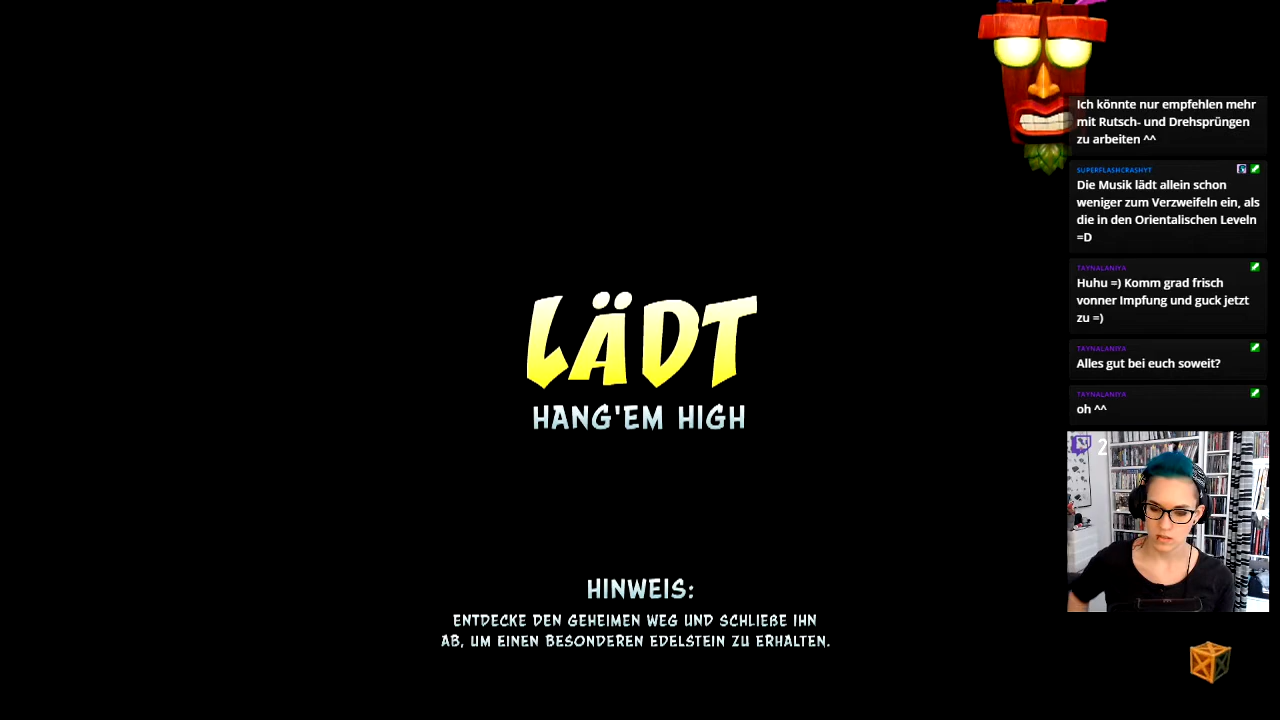 Ich könnte nur empfehlen mehr
mit Rutsch- und Drehsprüngen
zu arbeiten ^^
SUPERFLASHCRASHYT
Die Musik lädt allein schon
weniger zum Verzweifeln ein, als
die in den Orientalischen Leveln
=D
TAYNALANIYA
Huhu =) Komm grad frisch
vonner Impfung und guck jetzt
zu =)
TAYNALANIYA
Alles gut bei euch soweit?
TAYNALANIYA
oh ^^
2
LÄDT
HANG'EM HIGH
HINWEIS:
ENTDECKE DEN GEHEIMEN WEG UND SCHLIEßE IHN
AB, UM EINEN BESONDEREN EDELSTEIN ZU ERHALTEN.